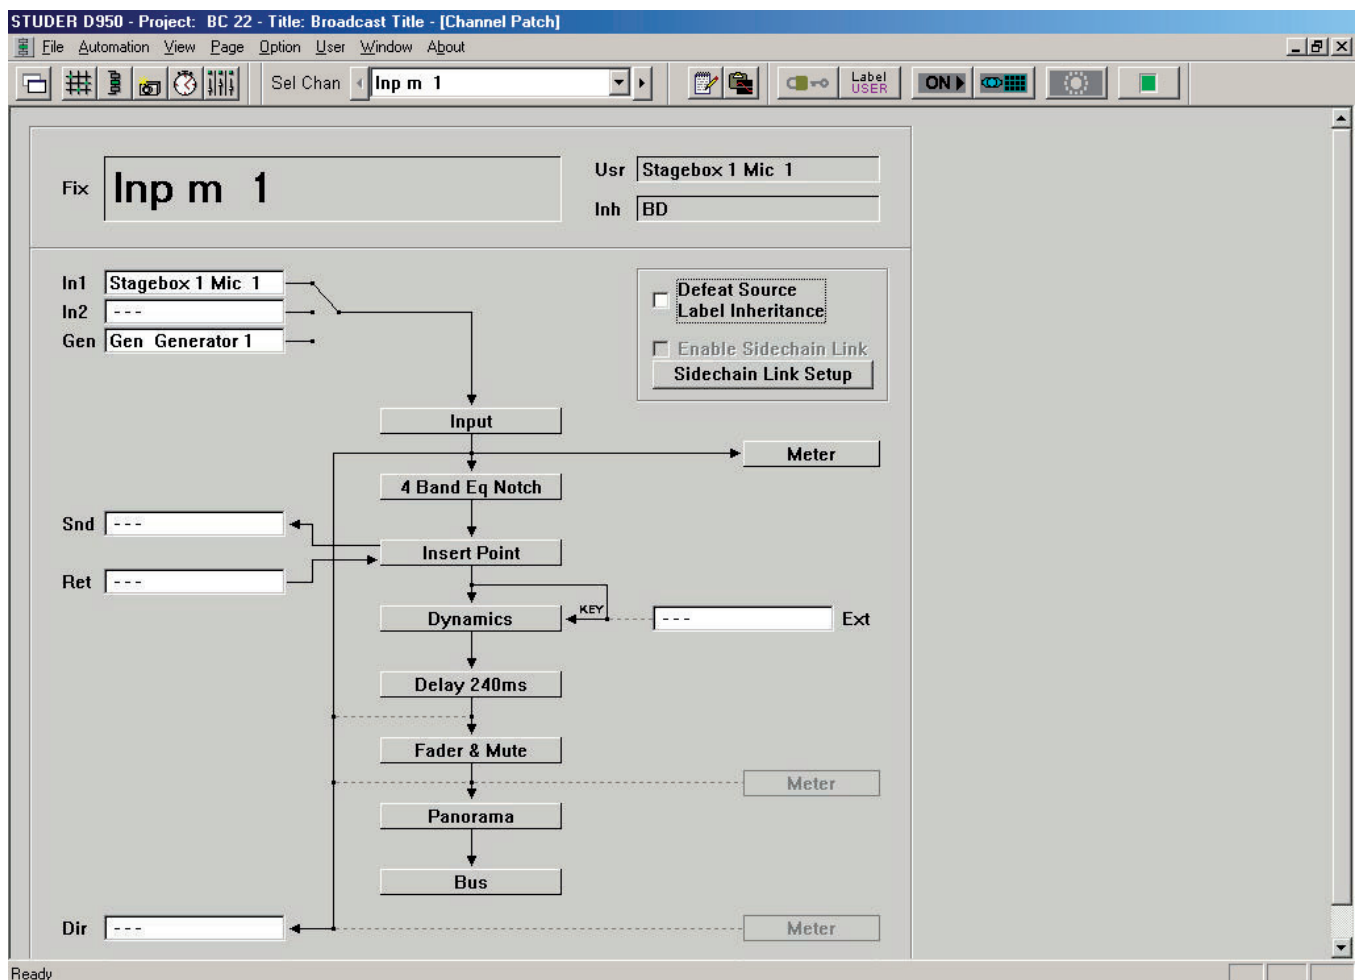 STUDER D950 - Project: BC 22 - Title: Broadcast Title - [Channel Patch]
File Automation View Page Option User Window About
Sel Chan Inp m 1 Label USER ON
Fix Inp m 1
Usr Stagebox 1 Mic 1
Inh BD
In1 Stagebox 1 Mic 1
In2 ---
Gen Gen Generator 1
Defeat Source
Label Inheritance
Enable Sidechain Link
Sidechain Link Setup
Input
Meter
4 Band Eq Notch
Snd ---
Insert Point
Ret ---
Dynamics KEY --- Ext
Delay 240ms
Fader & Mute
Meter
Panorama
Bus
Dir --- Meter
Ready